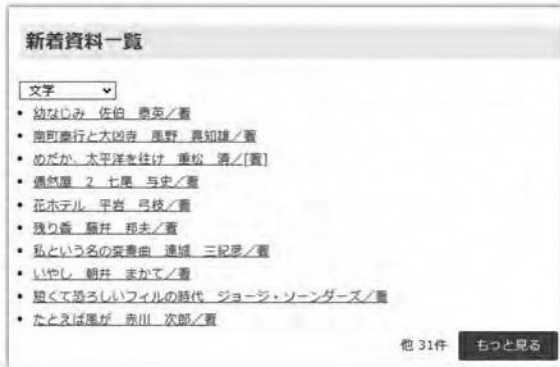 新着資料一覧
文学
幼なじみ 佐伯 泰英／著
南町奉行と大凶寺 風野 真知雄／著
めだか、太平洋を往け 重松 清／[著]
偶然屋 2 七尾 与史／著
花ホテル 平岩 弓枝／著
残り香 藤井 邦夫／著
私という名の変奏曲 連城 三紀彦／著
いやし 朝井 まかて／著
短くて恐ろしいフィルの時代 ジョージ・ソーンダーズ／著
たとえば風が 赤川 次郎／著
他 31件 もっと見る